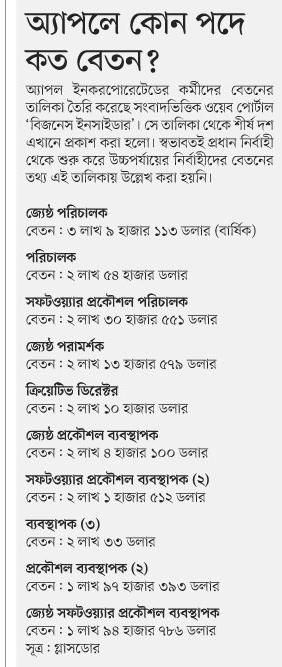 অ্যাপলে কোন পদে
কত বেতন?
অ্যাপল ইনকরপোরেটেডের কর্মীদের বেতনের
তালিকা তৈরি করেছে সংবাদভিত্তিক ওয়েব পোর্টাল
‘বিজনেস ইনসাইডার’। সে তালিকা থেকে শীর্ষ দশ
এখানে প্রকাশ করা হলো। স্বভাবতই প্রধান নির্বাহী
থেকে শুরু করে উচ্চপর্যায়ের নির্বাহীদের বেতনের
তথ্য এই তালিকায় উল্লেখ করা হয়নি।
জ্যেষ্ঠ পরিচালক
বেতন : ৩ লাখ ৯ হাজার ১১৩ ডলার (বার্ষিক)
পরিচালক
বেতন : ২ লাখ ৫৪ হাজার ডলার
সফটওয়্যার প্রকৌশল পরিচালক
বেতন : ২ লাখ ৩০ হাজার ৫৫১ ডলার
জ্যেষ্ঠ পরামর্শক
বেতন : ২ লাখ ১৩ হাজার ৫৭৯ ডলার
ক্রিয়েটিভ ডিরেক্টর
বেতন : ২ লাখ ১০ হাজার ডলার
জ্যেষ্ঠ প্রকৌশল ব্যবস্থাপক
বেতন : ২ লাখ ৪ হাজার ১০০ ডলার
সফটওয়্যার প্রকৌশল ব্যবস্থাপক (২)
বেতন : ২ লাখ ১ হাজার ৫১২ ডলার
ব্যবস্থাপক (৩)
বেতন : ২ লাখ ৩৩ ডলার
প্রকৌশল ব্যবস্থাপক (২)
বেতন : ১ লাখ ৯৭ হাজার ৩৯৩ ডলার
জ্যেষ্ঠ সফটওয়্যার প্রকৌশল ব্যবস্থাপক
বেতন : ১ লাখ ৯৪ হাজার ৭৮৬ ডলার
সূত্র : গ্লাসডোর